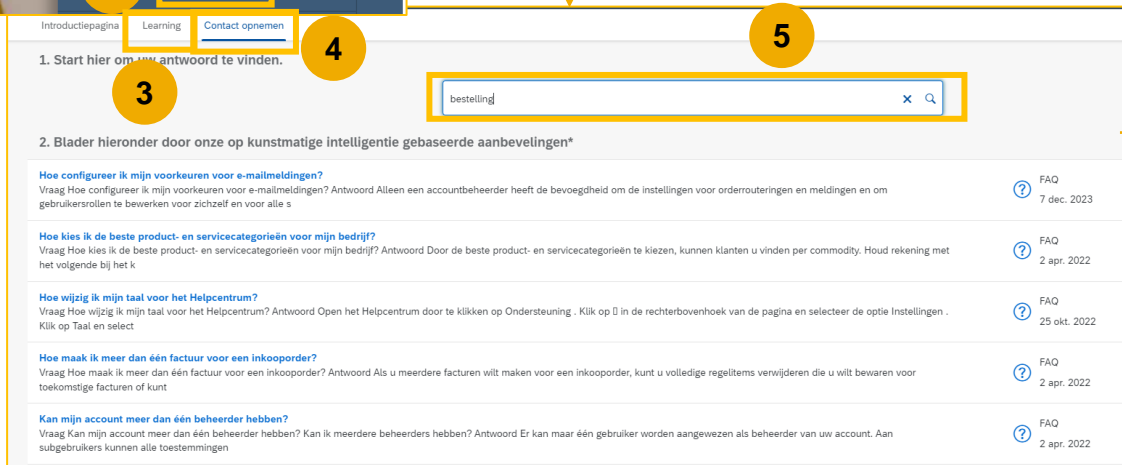 Introductiepagina Learning Contact opnemen
4
5
1. Start hier om uw antwoord te vinden.
3
bestelling
2. Blader hieronder door onze op kunstmatige intelligentie gebaseerde aanbevelingen*
Hoe configureer ik mijn voorkeuren voor e-mailmeldingen?
Vraag Hoe configureer ik mijn voorkeuren voor e-mailmeldingen? Antwoord Alleen een accountbeheerder heeft de bevoegdheid om de instellingen voor orderrouteringen en meldingen en om
gebruikersrollen te bewerken voor zichzelf en voor alle s
FAQ
7 dec. 2023
Hoe kies ik de beste product- en servicecategorieën voor mijn bedrijf?
Vraag Hoe kies ik de beste product- en servicecategorieën voor mijn bedrijf? Antwoord Door de beste product- en servicecategorieën te kiezen, kunnen klanten u vinden per commodity. Houd rekening met
het volgende bij het k
FAQ
2 apr. 2022
Hoe wijzig ik mijn taal voor het Helpcentrum?
Vraag Hoe wijzig ik mijn taal voor het Helpcentrum? Antwoord Open het Helpcentrum door te klikken op Ondersteuning . Klik op ▯ in de rechterbovenhoek van de pagina en selecteer de optie Instellingen .
Klik op Taal en select
FAQ
25 okt. 2022
Hoe maak ik meer dan één factuur voor een inkooporder?
Vraag Hoe maak ik meer dan één factuur voor een inkooporder? Antwoord Als u meerdere facturen wilt maken voor een inkooporder, kunt u volledige regelitems verwijderen die u wilt bewaren voor
toekomstige facturen of kunt
FAQ
2 apr. 2022
Kan mijn account meer dan één beheerder hebben?
Vraag Kan mijn account meer dan één beheerder hebben? Kan ik meerdere beheerders hebben? Antwoord Er kan maar één gebruiker worden aangewezen als beheerder van uw account. Aan
subgebruikers kunnen alle toestemmingen
FAQ
2 apr. 2022